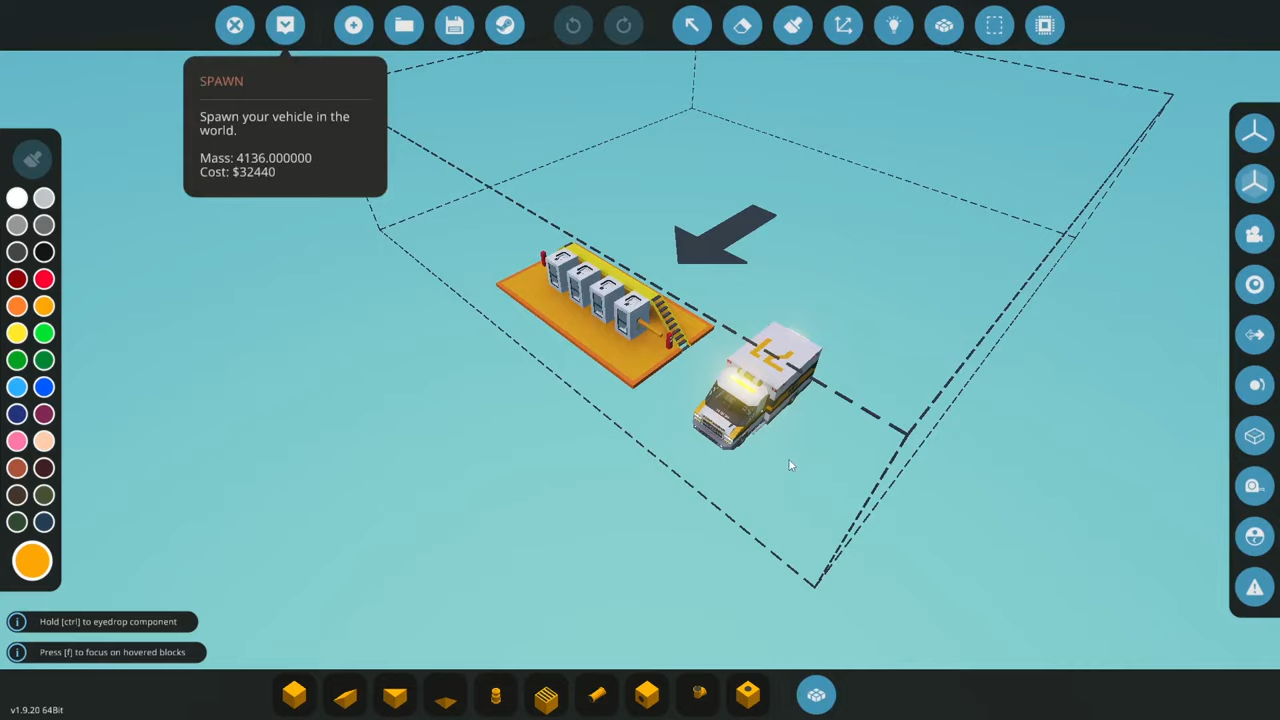 SPAWN
Spawn your vehicle in the
world.
Mass: 4136.000000
Cost: $32440
Hold [ctrl] to eyedrop component
Press [f] to focus on hovered blocks
v1.9.20 64Bit